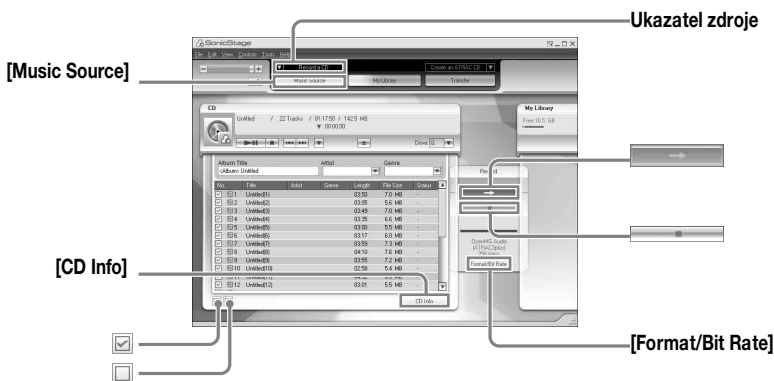 Ukazatel zdroje
SonicStage
File Edit View Controls Tools Help
Record a CD
Create an ATRAC CD
[Music Source]
Music Source
My Library
Transfer
CD
My Library
Untitled / 22 Tracks / 01:17:50 / 142.5 MB
Free:10.5 GB
00:00:00
Drive Q:
Album Title Artist Genre
<Album> Untitled
Record
No. Title Artist Genre Length File Size Status
1 Untitled(1) 03:50 7.0 MB -
2 Untitled(2) 03:05 5.6 MB -
3 Untitled(3) 03:49 7.0 MB -
4 Untitled(4) 03:35 6.6 MB -
5 Untitled(5) 03:00 5.5 MB -
6 Untitled(6) 03:17 6.0 MB -
7 Untitled(7) 03:59 7.3 MB -
8 Untitled(8) 04:10 7.6 MB -
9 Untitled(9) 03:55 7.2 MB -
10 Untitled(10) 02:58 5.4 MB -
12 Untitled(12) 03:01 5.5 MB -
OpenMG Audio
(ATRAC3plus)
256 kbps
Format/Bit Rate
[CD Info]
CD Info
[Format/Bit Rate]